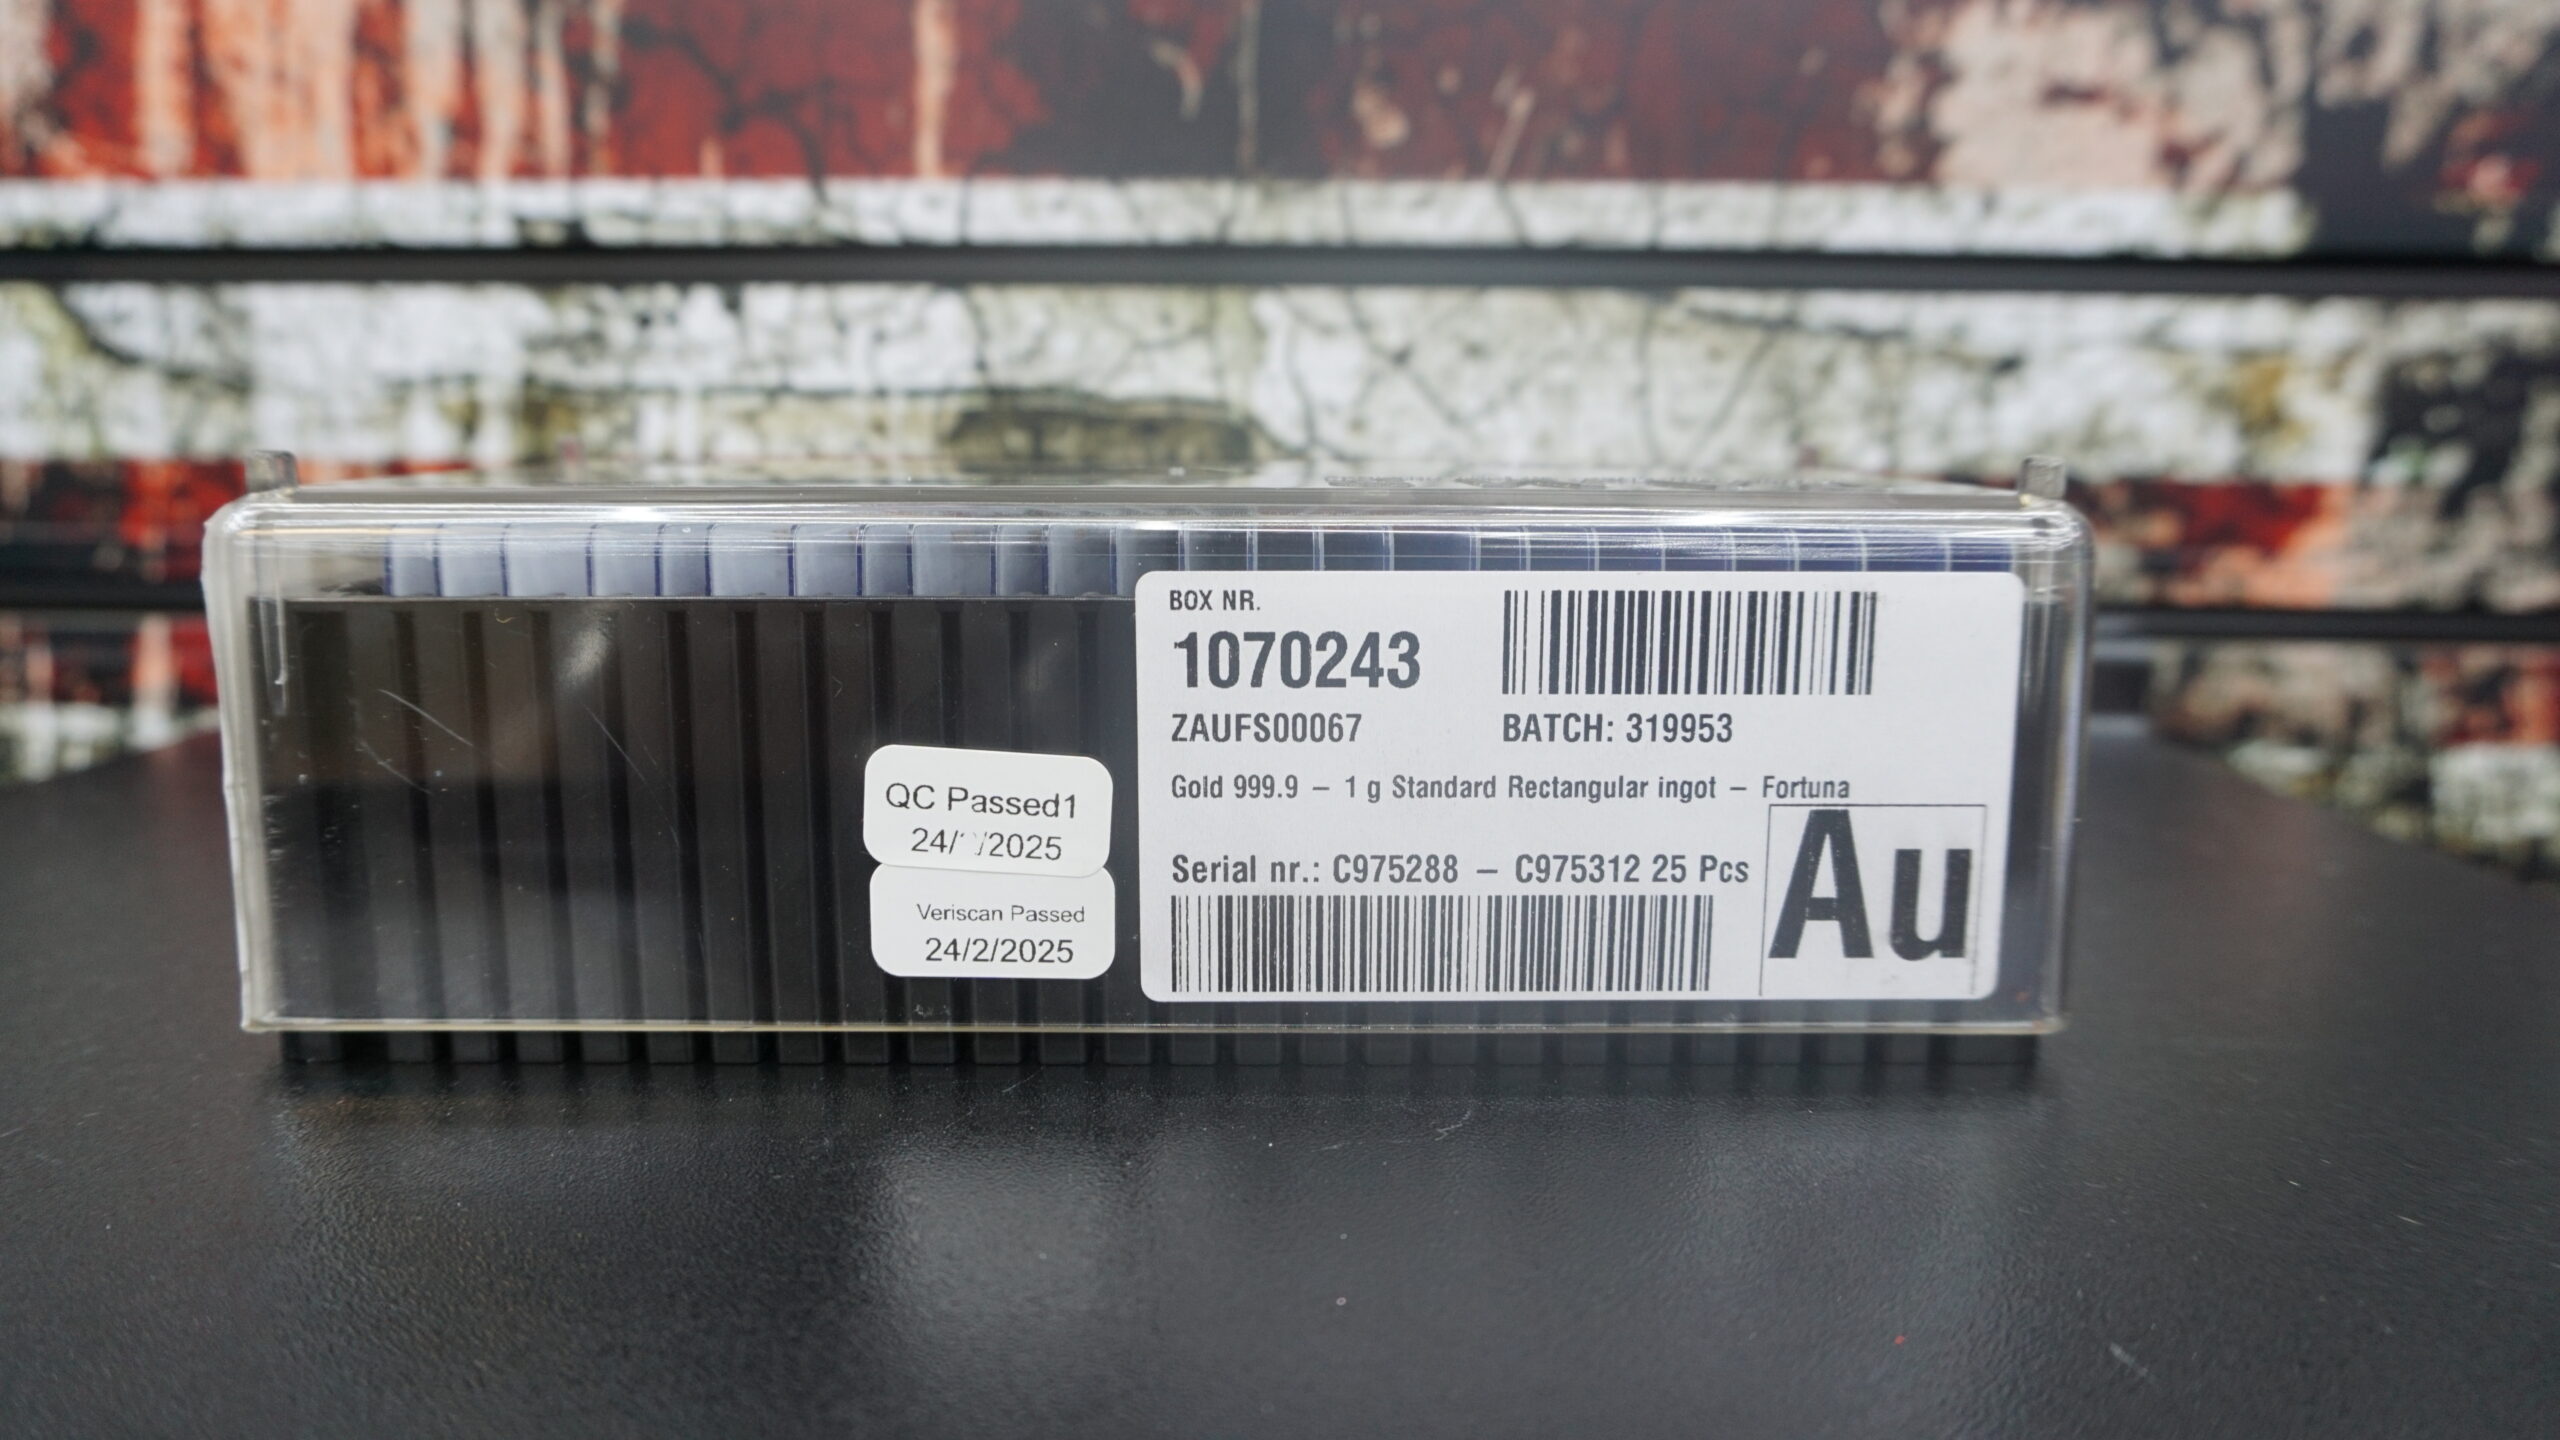 BOX NR.
1070243
ZAUFS00067 BATCH: 319953
Gold 999.9 – 1 g Standard Rectangular ingot – Fortuna
Serial nr.: C975288 – C975312 25 Pcs
Au
QC Passed1
Veriscan Passed
24/2/2025